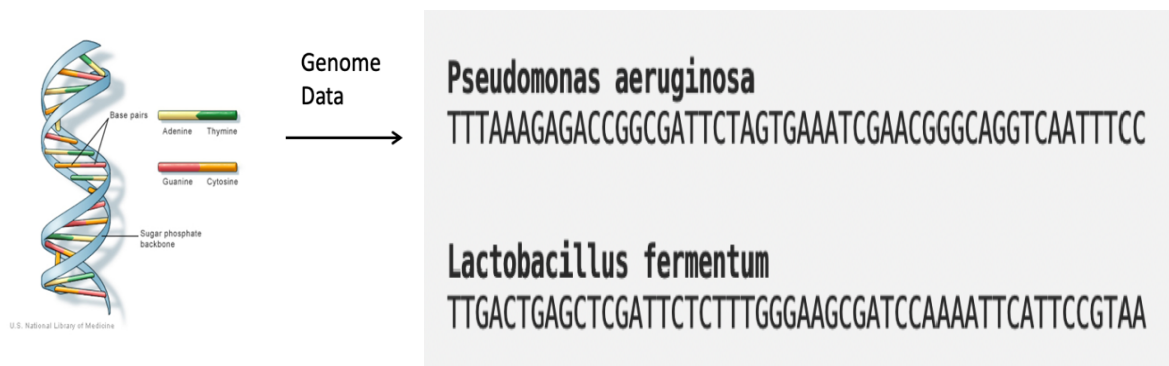 Base pairs
Adenine Thymine
Guanine Cytosine
Sugar phosphate
backbone
U.S. National Library of Medicine
Genome
Data
Pseudomonas aeruginosa
TTTAAAGAGACCGGCGATTCTAGTGAAATCGAACGGGCAGGTCAATTTCC
Lactobacillus fermentum
TTGACTGAGCTCGATTCTCTTTGGGAAGCGATCCAAAATTCATTCCGTAA